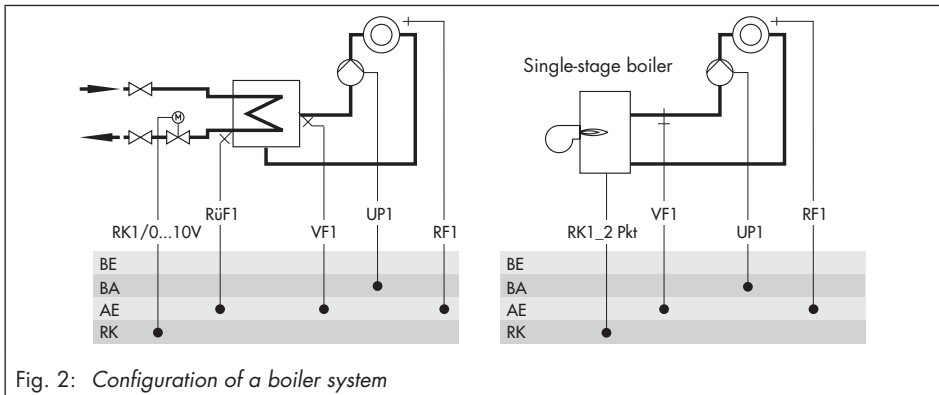 Single-stage boiler
M
RüF1
UP1
RK1/0...10V
VF1
RF1
BE
BA
AE
RK
VF1
RF1
RK1_2 Pkt
UP1
BE
BA
AE
RK
Fig. 2: Configuration of a boiler system